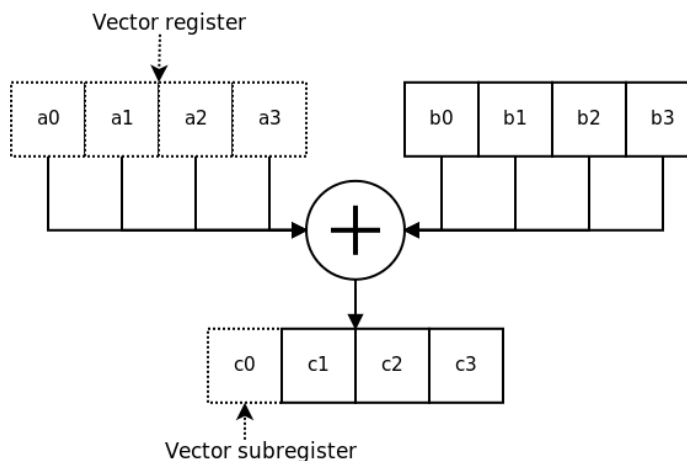 Vector register
a0 a1 a2 a3 b0 b1 b2 b3
+
c0 c1 c2 c3
Vector subregister